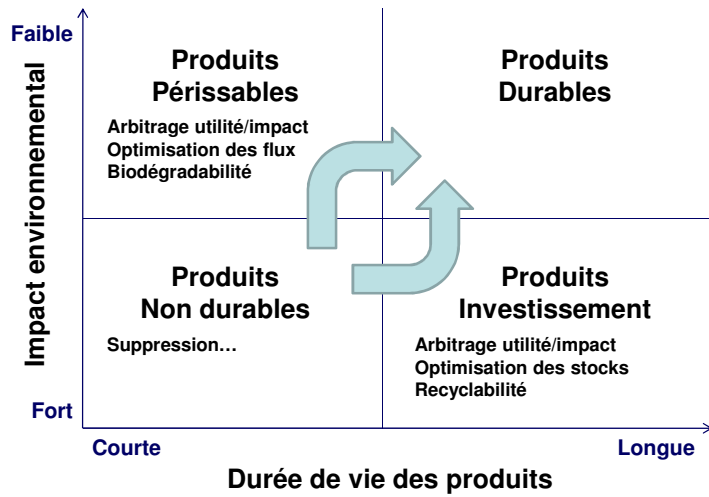 Faible
Impact environnemental
Fort
Produits
Périssables
Arbitrage utilité/impact
Optimisation des flux
Biodégradabilité
Produits
Durables
Produits
Non durables
Suppression…
Produits
Investissement
Arbitrage utilité/impact
Optimisation des stocks
Recyclabilité
Courte
Longue
Durée de vie des produits